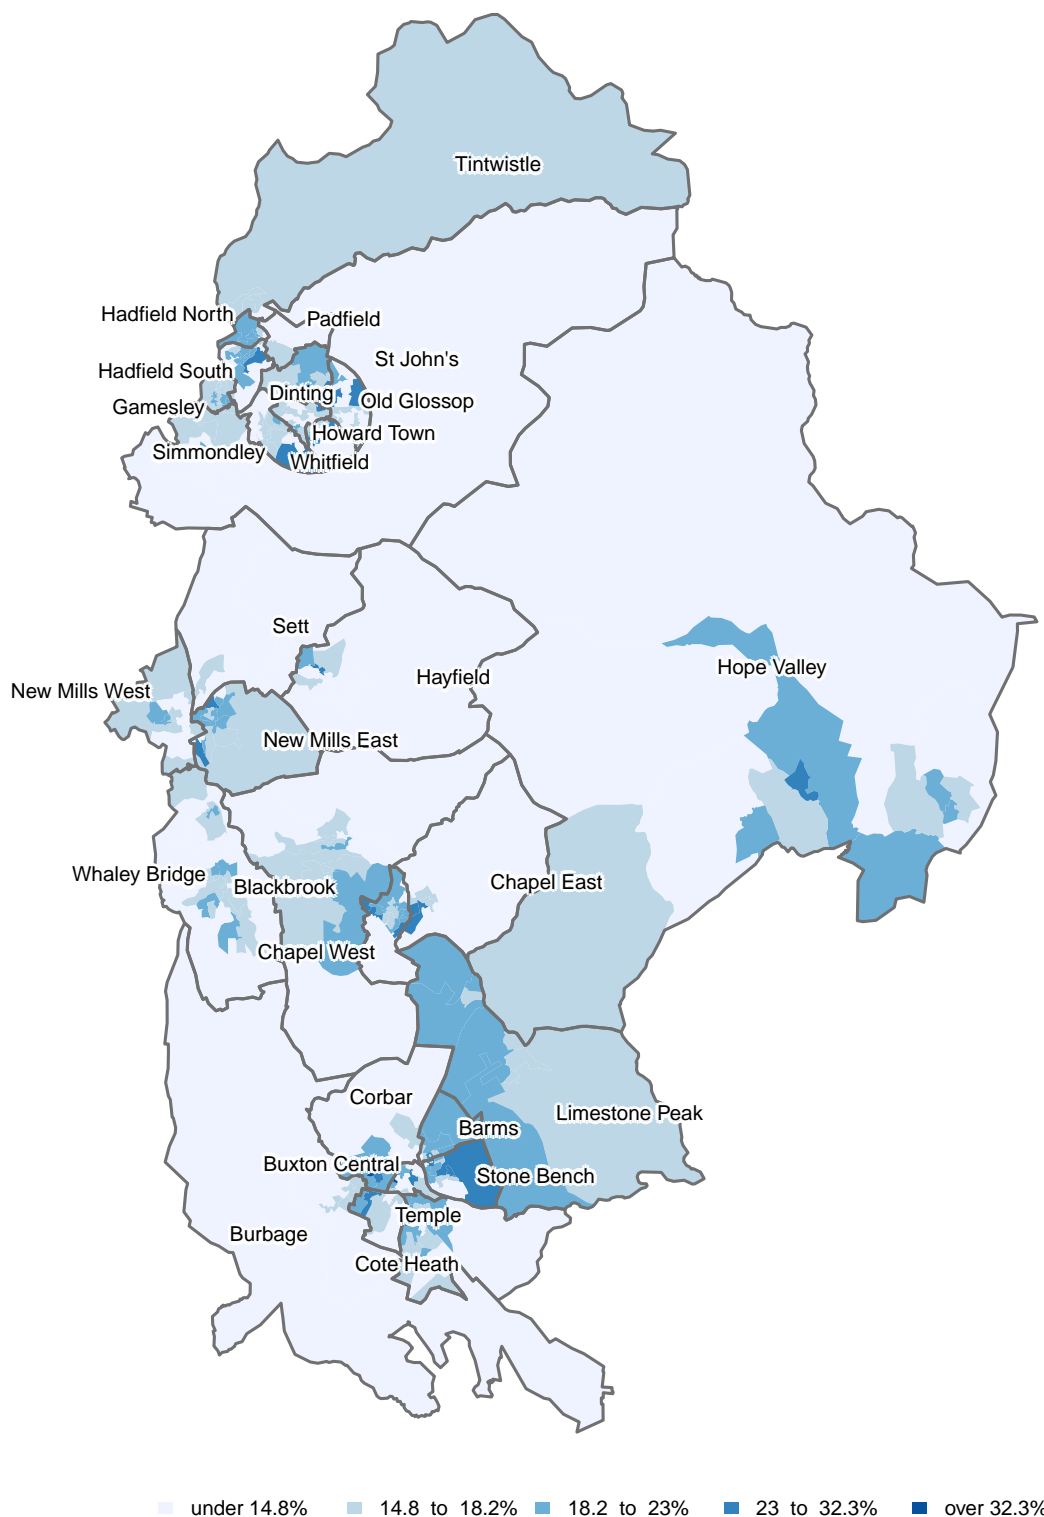 Tintwistle
Hadfield North
Padfield
St John's
Hadfield South
Dinting
Old Glossop
Gamesley
Howard Town
Simmondley
Whitfield
Sett
Hope Valley
Hayfield
New Mills West
New Mills East
Whaley Bridge
Blackbrook
Chapel East
Chapel West
Corbar
Limestone Peak
Barms
Buxton Central
Stone Bench
Temple
Burbage
Cote Heath
under 14.8% 14.8 to 18.2% 18.2 to 23% 23 to 32.3% over 32.3%